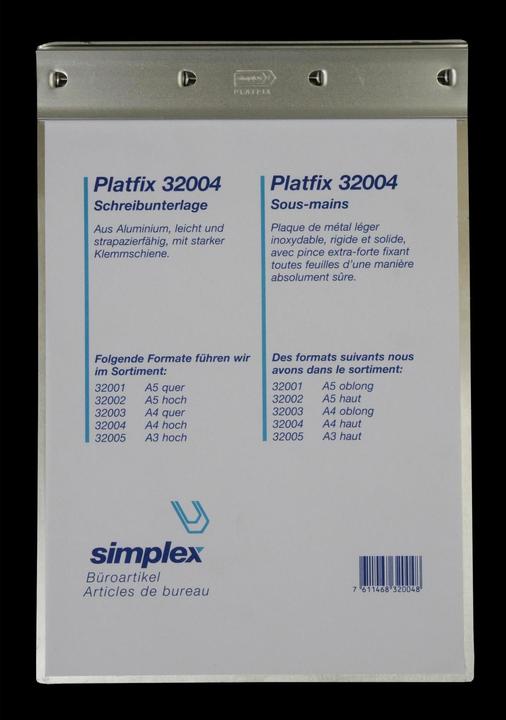 simplex
PLATFIX
Platfix 32004
Schreibunterlage
Aus Aluminium, leicht und
strapazierfähig, mit starker
Klemmschiene.
Folgende Formate führen wir
im Sortiment:
32001 A5 quer
32002 A5 hoch
32003 A4 quer
32004 A4 hoch
32005 A3 hoch
Platfix 32004
Sous-mains
Plaque de métal léger
inoxydable, rigide et solide,
avec pince extra-forte fixant
toutes feuilles d'une manière
absolument sûre.
Des formats suivants nous
avons dans le sortiment:
32001 A5 oblong
32002 A5 haut
32003 A4 oblong
32004 A4 haut
32005 A3 haut
simplex
Büroartikel
Articles de bureau
7 611468 320048